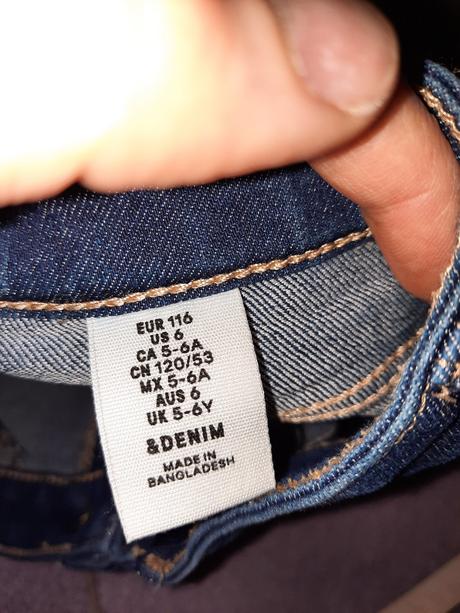 EUR 116
US 6
CA 5-6A
CN 120/53
MX 5-6A
AUS 6
UK 5-6Y
&DENIM
MADE IN
BANGLADESH